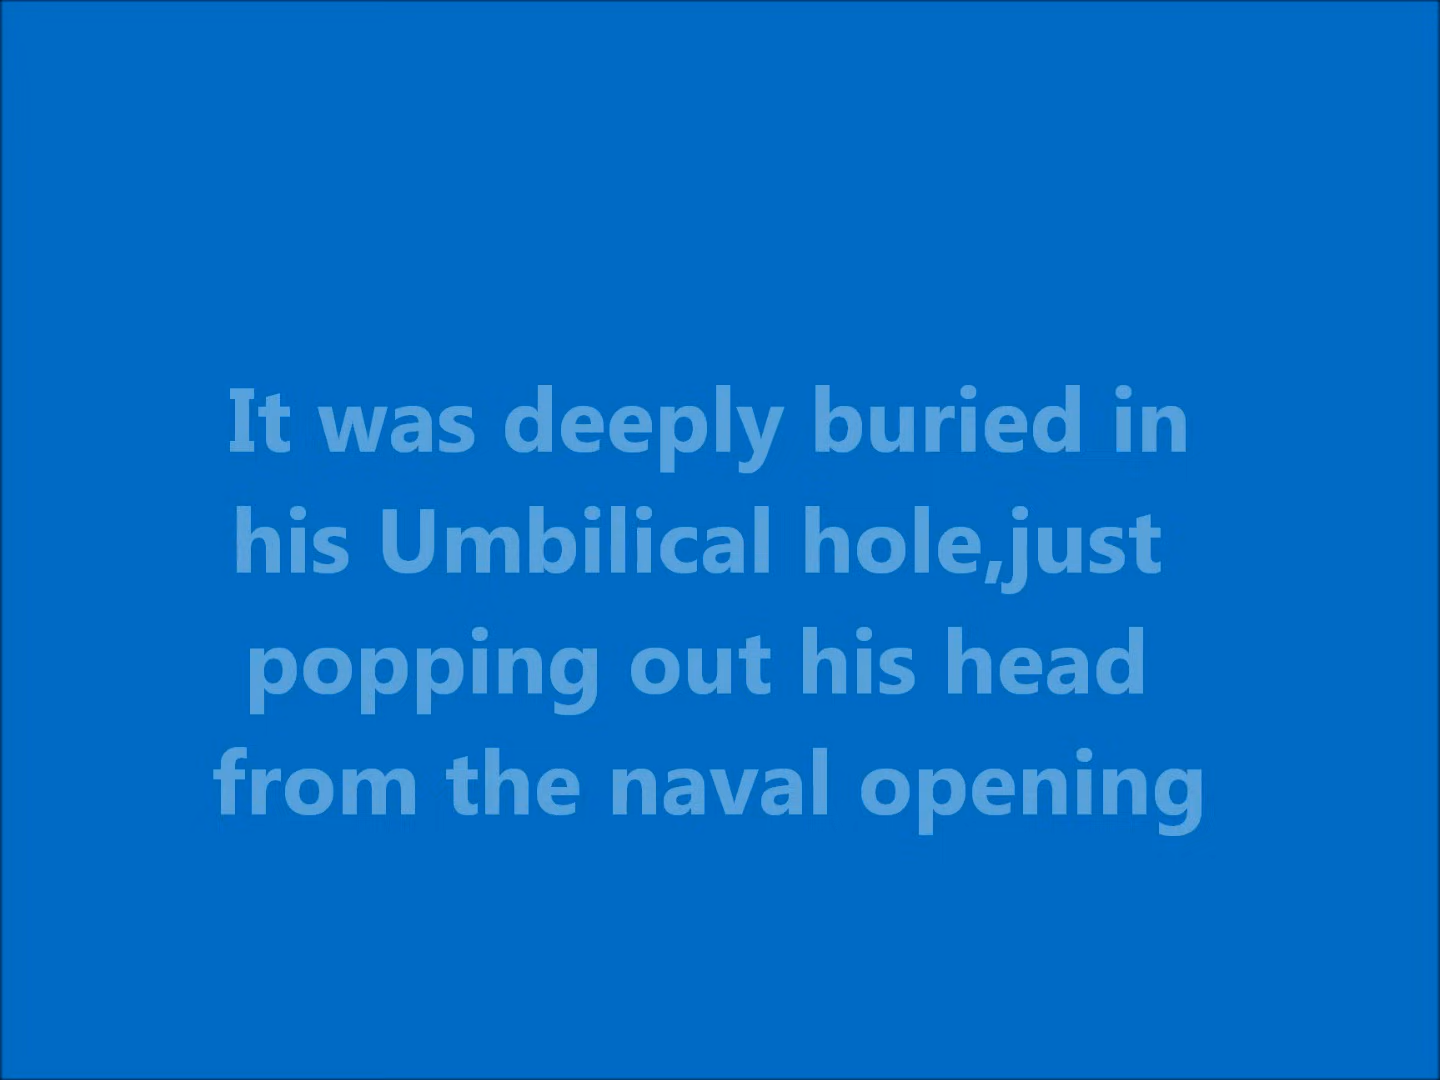 It was deeply buried in
his Umbilical hole,just
popping out his head
from the naval opening